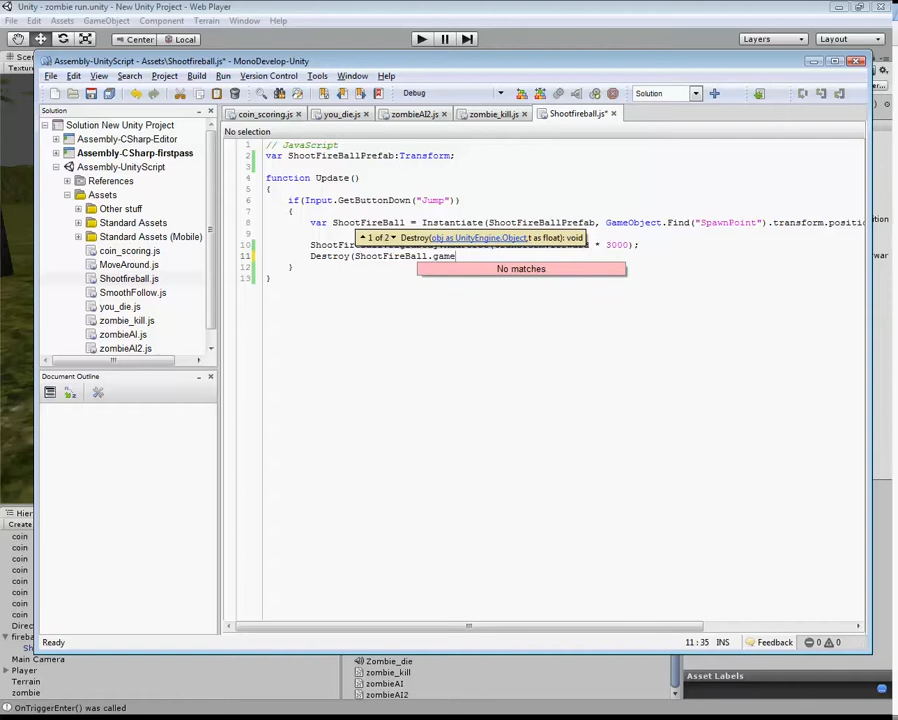 Unity - zombie run.unity - New Unity Project - Web Player
File Edit Assets GameObject Component Terrain Window Help
Center Local Layers Layout
Assembly-UnityScript - Assets\Shootfireball.js* - MonoDevelop-Unity
File Edit View Search Project Build Run Version Control Tools Window Help
Debug Solution
Solution
coin_scoring.js you_die.js zombieAI2.js zombie_kill.js Shootfireball.js*
Solution New Unity Project
Assembly-CSharp-Editor
Assembly-CSharp-firstpass
Assembly-UnityScript
References
Assets
Other stuff
Standard Assets
Standard Assets (Mobile)
coin_scoring.js
MoveAround.js
Shootfireball.js
SmoothFollow.js
you_die.js
zombie_kill.js
zombieAI.js
zombieAI2.js
Document Outline
No selection
1 // JavaScript
2 var ShootFireBallPrefab:Transform;
3
4 function Update()
5 {
6 if(Input.GetButtonDown("Jump"))
7 {
8 var ShootFireBall = Instantiate(ShootFireBallPrefab, GameObject.Find("SpawnPoint").transform.positio
9
1 of 2 Destroy(obj as UnityEngine.Object,t as float): void
10 ShootFi * 3000);
11 Destroy(ShootFireBall.game
12 }
13 }
No matches
Ready 11 : 35 INS Feedback 0 0
Hier
Create
coin
coin
coin
coin
coin
coin
coin
fireba
Sh
Main Camera
Player
Terrain
zombie
Zombie_die
zombie_kill
zombieAI
zombieAI2
Asset Labels
OnTriggerEnter() was called